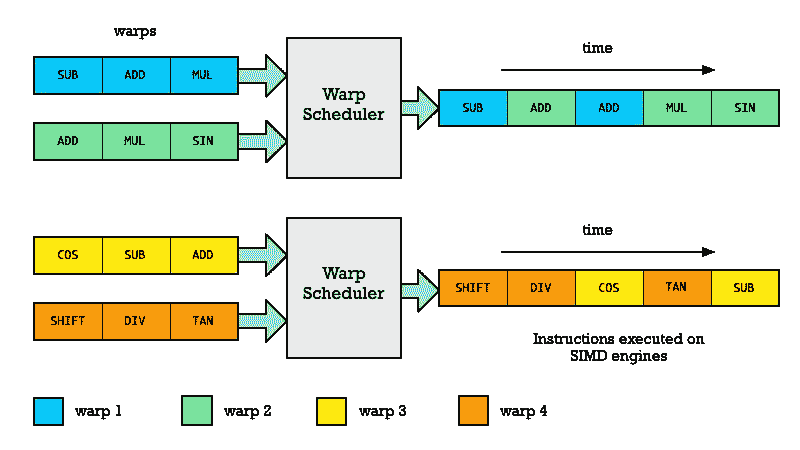 warps
time
SUB ADD MUL
Warp
Scheduler
SUB ADD ADD MUL SIN
ADD MUL SIN
time
COS SUB ADD
Warp
Scheduler
SHIFT DIV COS TAN SUB
SHIFT DIV TAN
Instructions executed on
SIMD engines
warp 1 warp 2 warp 3 warp 4